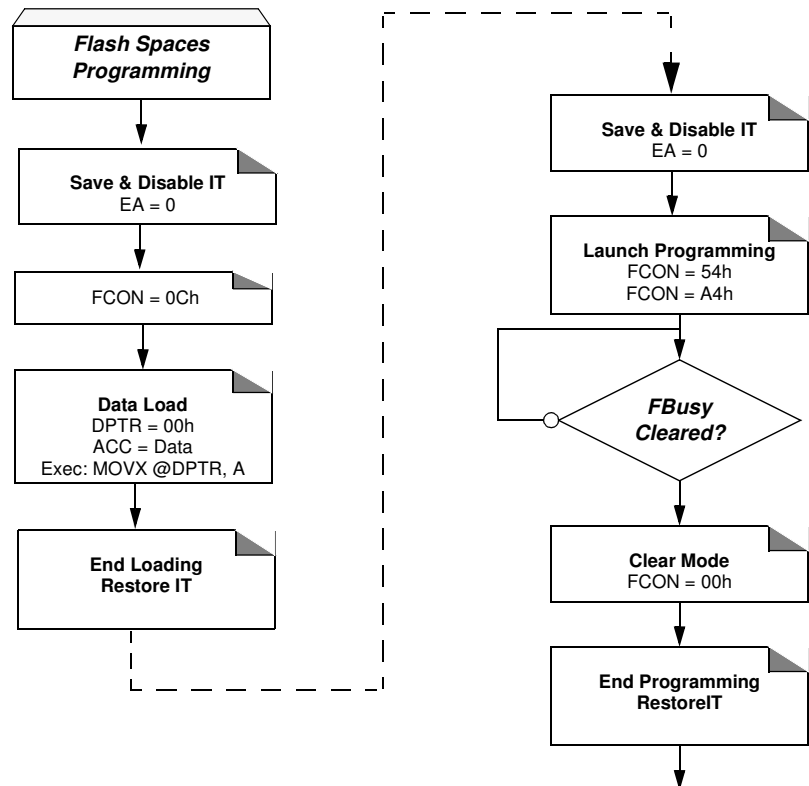 Flash Spaces
Programming
Save & Disable IT
EA = 0
FCON = 0Ch
Data Load
DPTR = 00h
ACC = Data
Exec: MOVX @DPTR, A
End Loading
Restore IT
Save & Disable IT
EA = 0
Launch Programming
FCON = 54h
FCON = A4h
FBusy
Cleared?
Clear Mode
FCON = 00h
End Programming
RestoreIT